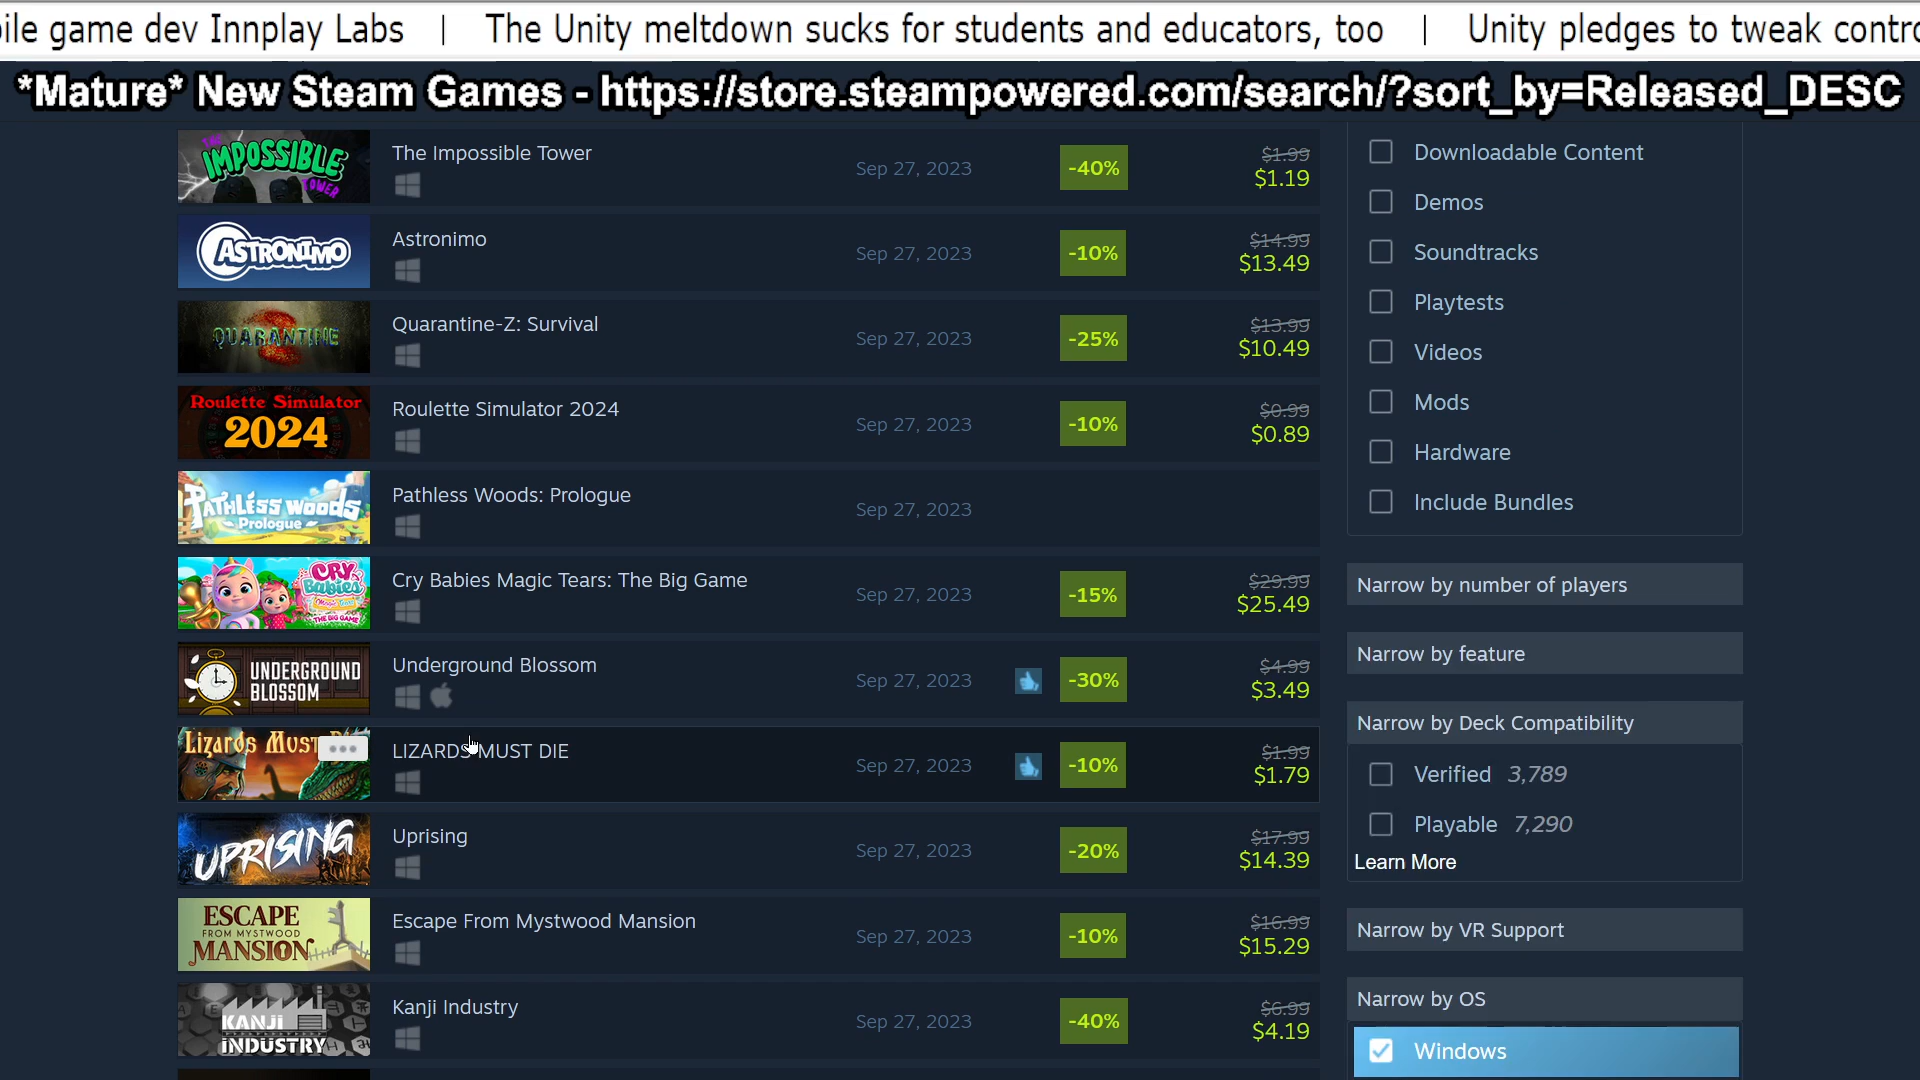 ile game dev Innplay Labs | The Unity meltdown sucks for students and educators, too | Unity pledges to tweak contro
*Mature* New Steam Games - https://store.steampowered.com/search/?sort_by=Released_DESC
THE IMPOSSIBLE TOWER
The Impossible Tower
Sep 27, 2023
-40%
$1.99
$1.19
ASTRONIMO
Astronimo
Sep 27, 2023
-10%
$14.99
$13.49
QUARANTINE Z
Quarantine-Z: Survival
Sep 27, 2023
-25%
$13.99
$10.49
Roulette Simulator
2024
Roulette Simulator 2024
Sep 27, 2023
-10%
$0.99
$0.89
PATHLESS WOODS
Prologue
Pathless Woods: Prologue
Sep 27, 2023
CRY
Babies
THE BIG GAME
Cry Babies Magic Tears: The Big Game
Sep 27, 2023
-15%
$29.99
$25.49
UNDERGROUND
BLOSSOM
Underground Blossom
Sep 27, 2023
-30%
$4.99
$3.49
Lizards Must
LIZARDS MUST DIE
Sep 27, 2023
-10%
$1.99
$1.79
UPRISING
Uprising
Sep 27, 2023
-20%
$17.99
$14.39
ESCAPE
FROM MYSTWOOD
MANSION
Escape From Mystwood Mansion
Sep 27, 2023
-10%
$16.99
$15.29
KANJI
INDUSTRY
Kanji Industry
Sep 27, 2023
-40%
$6.99
$4.19
Downloadable Content
Demos
Soundtracks
Playtests
Videos
Mods
Hardware
Include Bundles
Narrow by number of players
Narrow by feature
Narrow by Deck Compatibility
Verified 3,789
Playable 7,290
Learn More
Narrow by VR Support
Narrow by OS
Windows